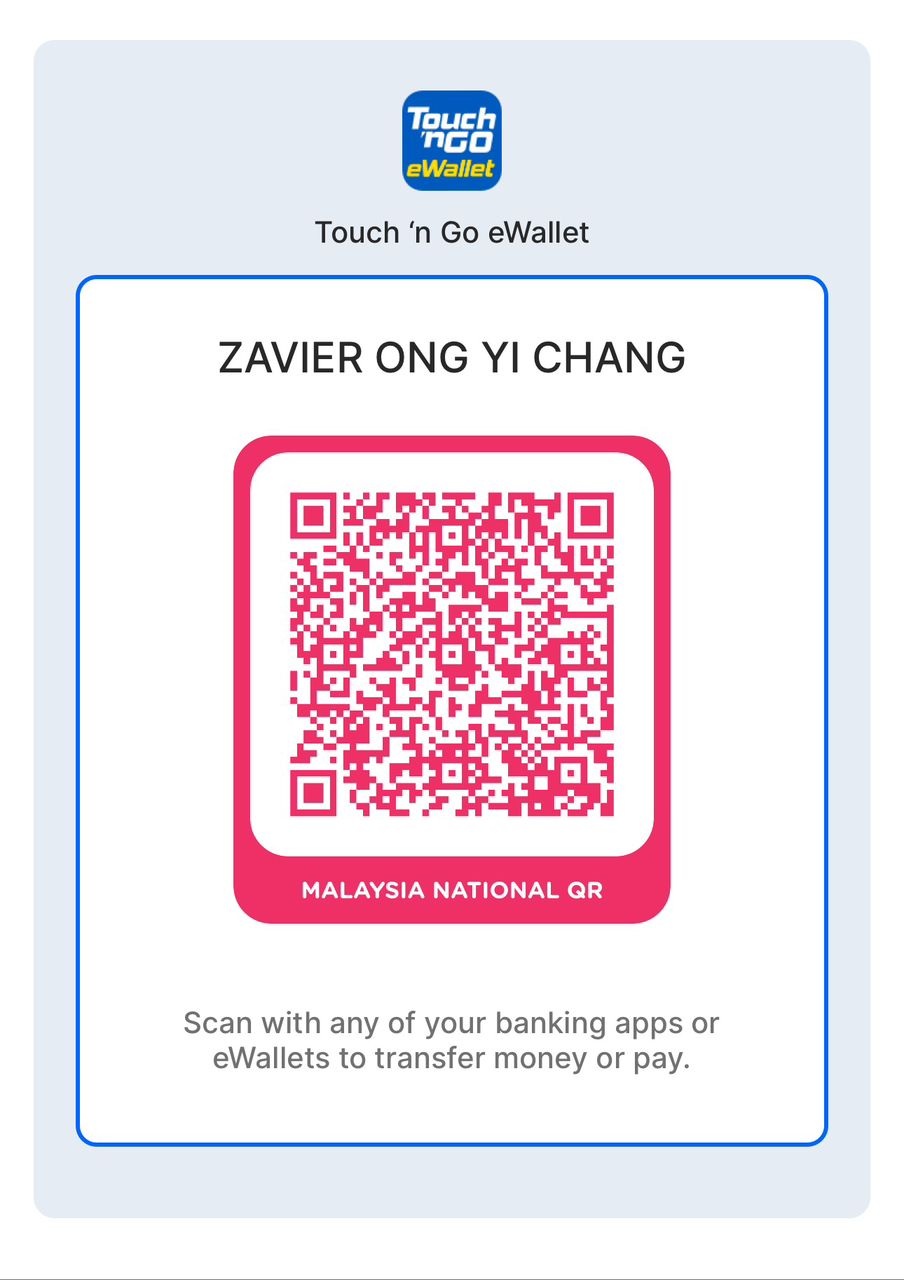 Touch
'nGO
eWallet
Touch ‘n Go eWallet
ZAVIER ONG YI CHANG
MALAYSIA NATIONAL QR
Scan with any of your banking apps or
eWallets to transfer money or pay.